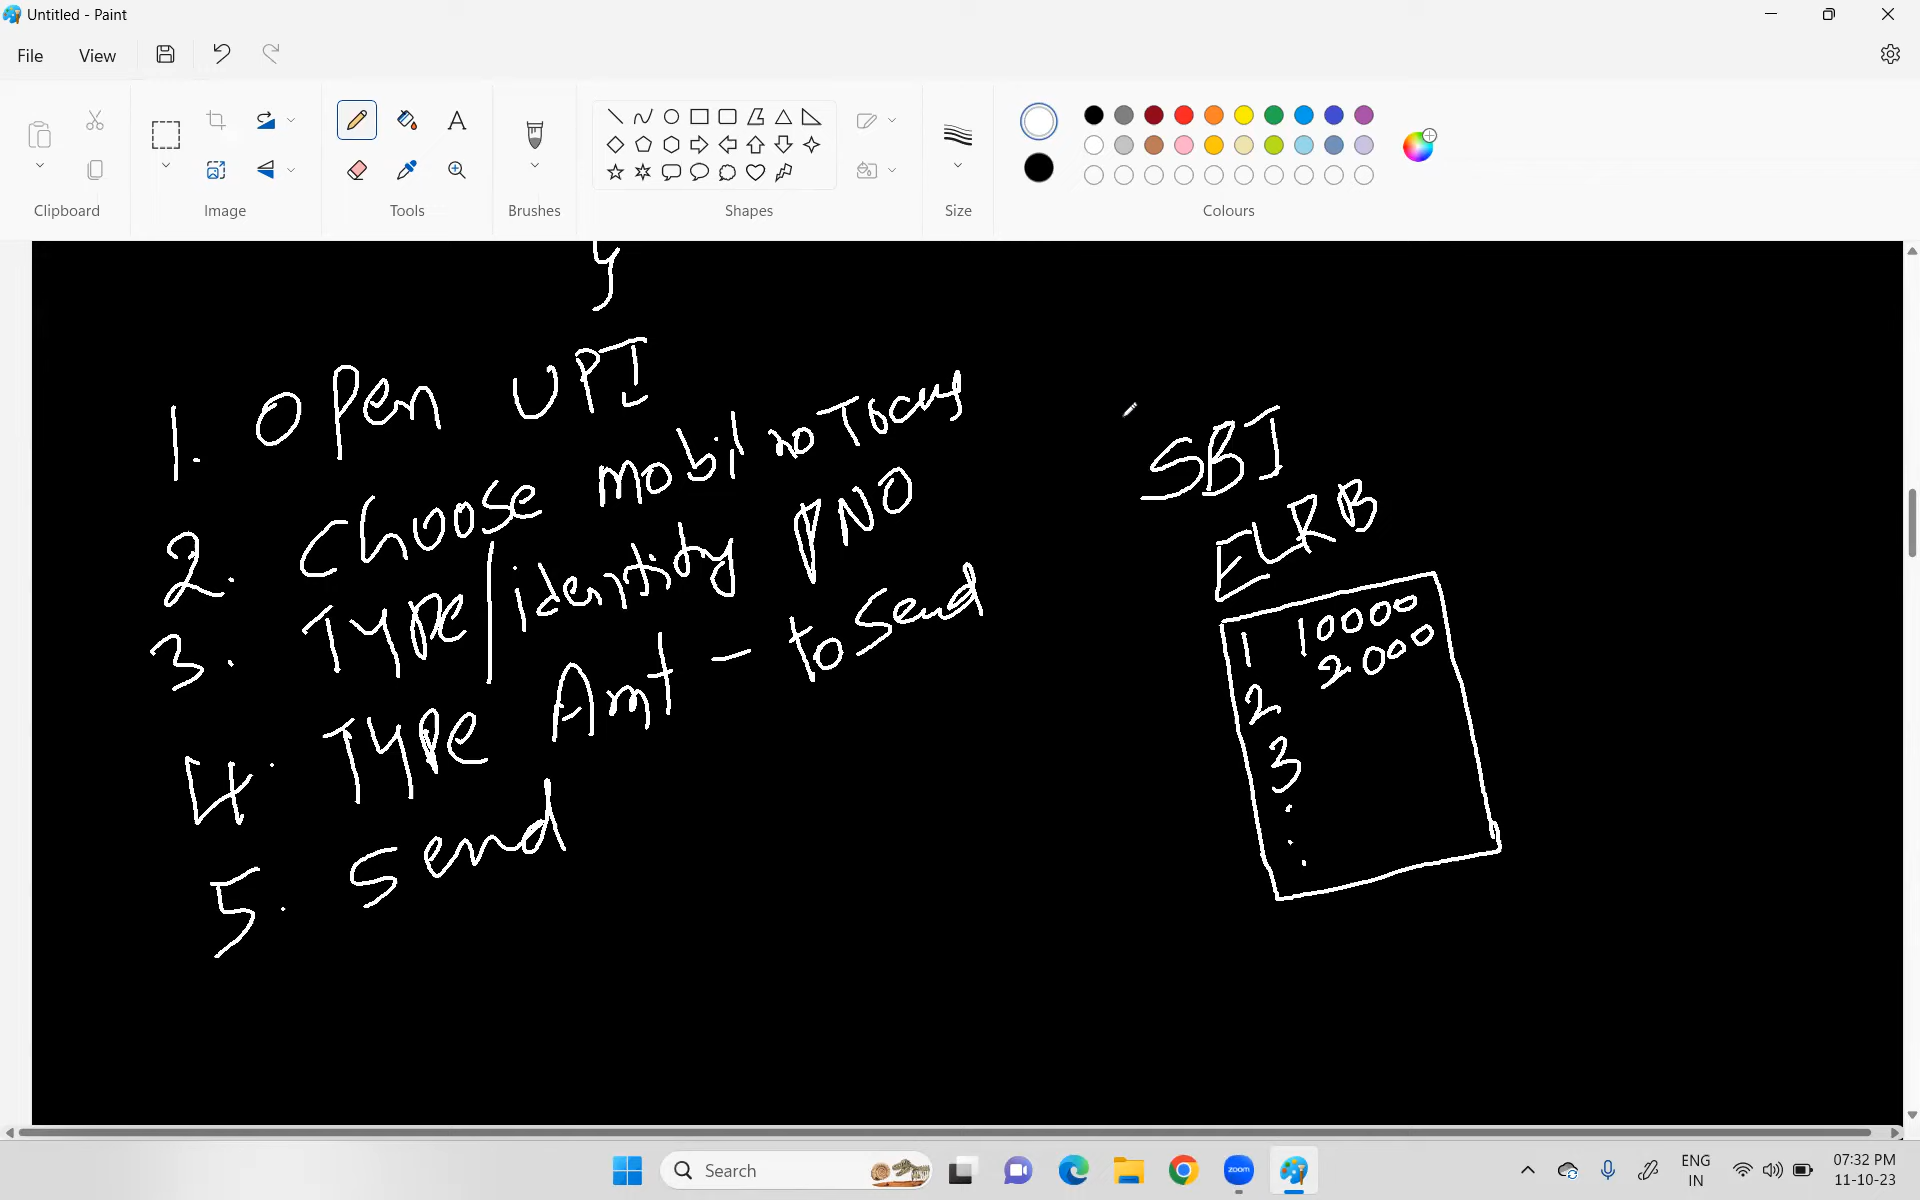 Untitled - Paint
File View
Clipboard Image Tools Brushes Shapes Size Colours
1. Open UPI
2. Choose mobil no
3. TYPE/identity PNO
4. TYPE Amt - to Send
5. Send
SBI
ELRB
1 10000
2 2000
3
Search
zoom
ENG
IN
07:32 PM
11-10-23